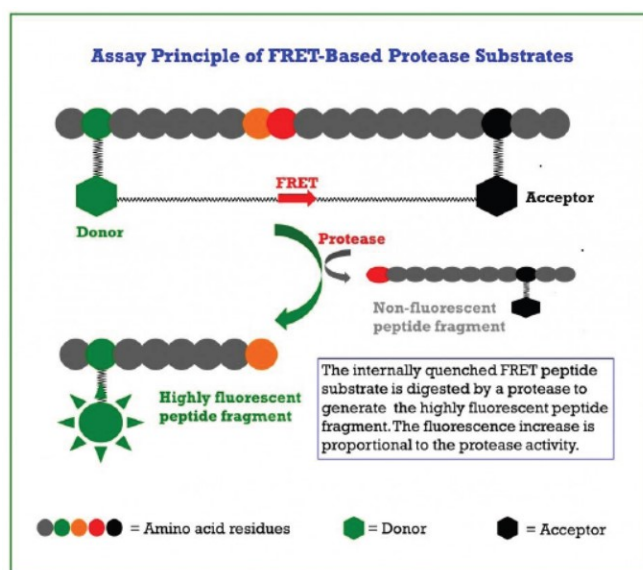 Assay Principle of FRET-Based Protease Substrates
FRET
Donor
Acceptor
Protease
Non-fluorescent
peptide fragment
Highly fluorescent
peptide fragment
The internally quenched FRET peptide
substrate is digested by a protease to
generate the highly fluorescent peptide
fragment. The fluorescence increase is
proportional to the protease activity.
= Amino acid residues
= Donor
= Acceptor